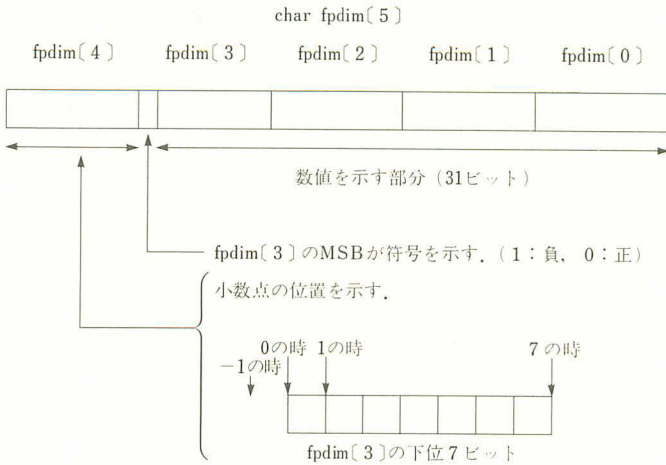 char fpdim〔5〕
fpdim〔4〕 fpdim〔3〕 fpdim〔2〕 fpdim〔1〕 fpdim〔0〕
数値を示す部分（31ビット）
fpdim〔3〕のMSBが符号を示す．（1：負，0：正）
小数点の位置を示す．
0の時 1の時 7の時
−1の時
fpdim〔3〕の下位7ビット